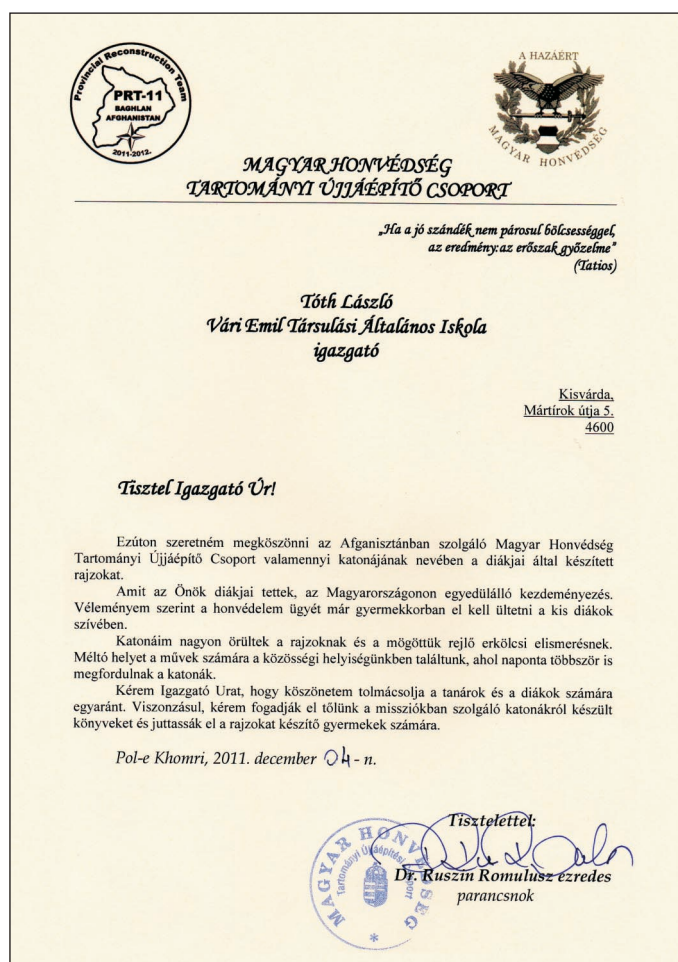 Provincial Reconstruction Team
PRT-11
BAGHLAN
AFGHANISTAN
2011-2012.
A HAZÁÉRT
MAGYAR HONVÉDSÉG
MAGYAR HONVÉDSÉG
TARTOMÁNYI ÚJJÁÉPÍTŐ CSOPORT
„Ha a jó szándék nem párosul bölcsességgel,
az eredmény:az erőszak győzelme”
(Tatios)
Tóth László
Vári Emil Társulási Általános Iskola
igazgató
Kisvárda,
Mártírok útja 5.
4600
Tisztel Igazgató Úr!
Ezúton szeretném megköszönni az Afganisztánban szolgáló Magyar Honvédség
Tartományi Újjáépítő Csoport valamennyi katonájának nevében a diákjai által készített
rajzokat.
Amit az Önök diákjai tettek, az Magyarországonon egyedülálló kezdeményezés.
Véleményem szerint a honvédelem ügyét már gyermekkorban el kell ültetni a kis diákok
szívében.
Katonáim nagyon örültek a rajzoknak és a mögöttük rejlő erkölcsi elismerésnek.
Méltó helyet a művek számára a közösségi helyiségünkben találtunk, ahol naponta többször is
megfordulnak a katonák.
Kérem Igazgató Urat, hogy köszönetem tolmácsolja a tanárok és a diákok számára
egyaránt. Viszonzásul, kérem fogadják el tőlünk a missziókban szolgáló katonákról készült
könyveket és juttassák el a rajzokat készítő gyermekek számára.
Pol-e Khomri, 2011. december 04-n.
Tisztelettel:
Dr. Ruszin Romulusz ezredes
parancsnok
MAGYAR HONVÉDSÉG
Tartományi Újjáépítési Csoport